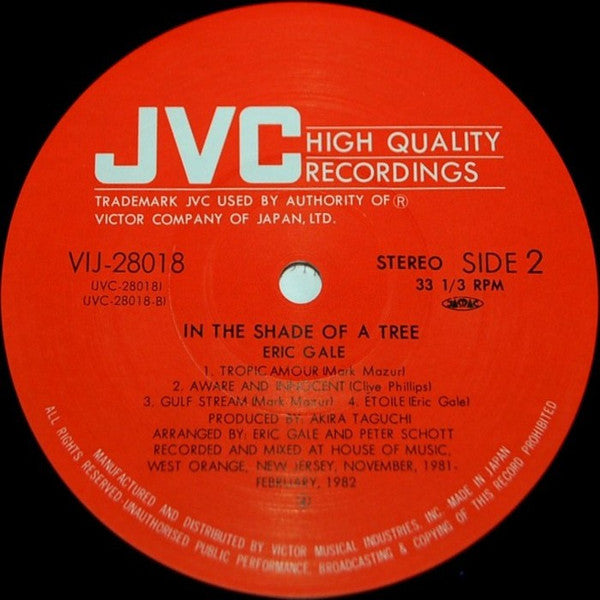 JVC HIGH QUALITY
RECORDINGS
TRADEMARK JVC USED BY AUTHORITY OF ®
VICTOR COMPANY OF JAPAN, LTD.
VIJ-28018
(JVC-28018)
(JVC-28018-B)
STEREO SIDE 2
33 1/3 RPM
JASRAC
IN THE SHADE OF A TREE
ERIC GALE
1. TROPIC AMOUR (Mark Mazur)
2. AWARE AND INNOCENT (Clive Phillips)
3. GULF STREAM (Mark Mazur) 4. ETOILE (Eric Gale)
PRODUCED BY: AKIRA TAGUCHI
ARRANGED BY: ERIC GALE AND PETER SCHOTT
RECORDED AND MIXED AT HOUSE OF MUSIC,
WEST ORANGE, NEW JERSEY, NOVEMBER, 1981-
FEBRUARY, 1982
MANUFACTURED AND DISTRIBUTED BY VICTOR MUSICAL INDUSTRIES, INC. MADE IN JAPAN
ALL RIGHTS RESERVED-UNAUTHORISED PUBLIC PERFORMANCE, BROADCASTING & COPYING OF THIS RECORD PROHIBITED